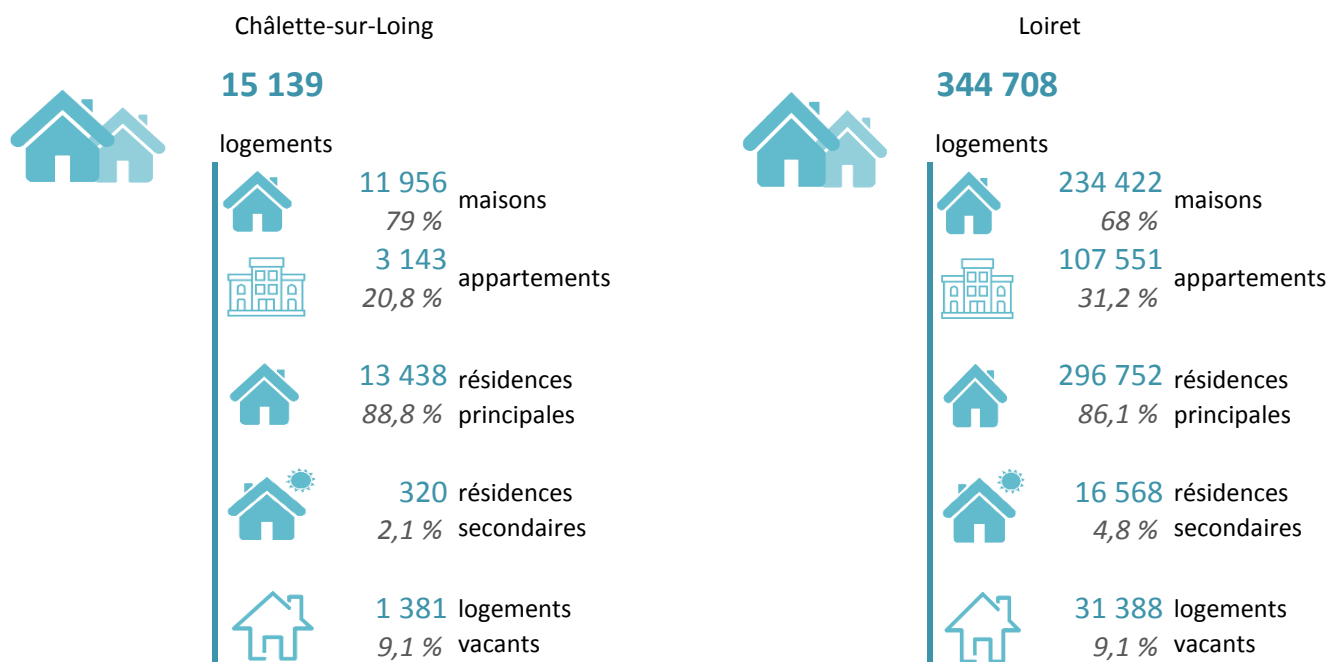 Châlette-sur-Loing
15 139
logements
11 956
79 %
maisons
3 143
20,8 %
appartements
13 438
88,8 %
résidences
principales
320
2,1 %
résidences
secondaires
1 381
9,1 %
logements
vacants
Loiret
344 708
logements
234 422
68 %
maisons
107 551
31,2 %
appartements
296 752
86,1 %
résidences
principales
16 568
4,8 %
résidences
secondaires
31 388
9,1 %
logements
vacants